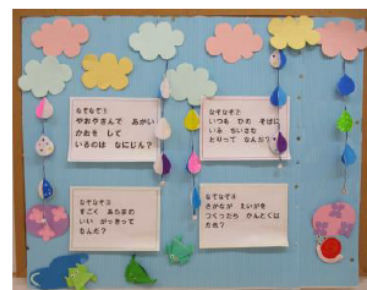 なぞなぞ1
やおやさんで あかい
かおを して
いるのは なにじん？
なぞなぞ2
いつも ひの そばに
いる ちいさな
とりって なんだ？
なぞなぞ3
すごく あたまの
いい がっきって
なんだ？
なぞなぞ4
さかなが えいがを
つくったら かんとくは
だれ？